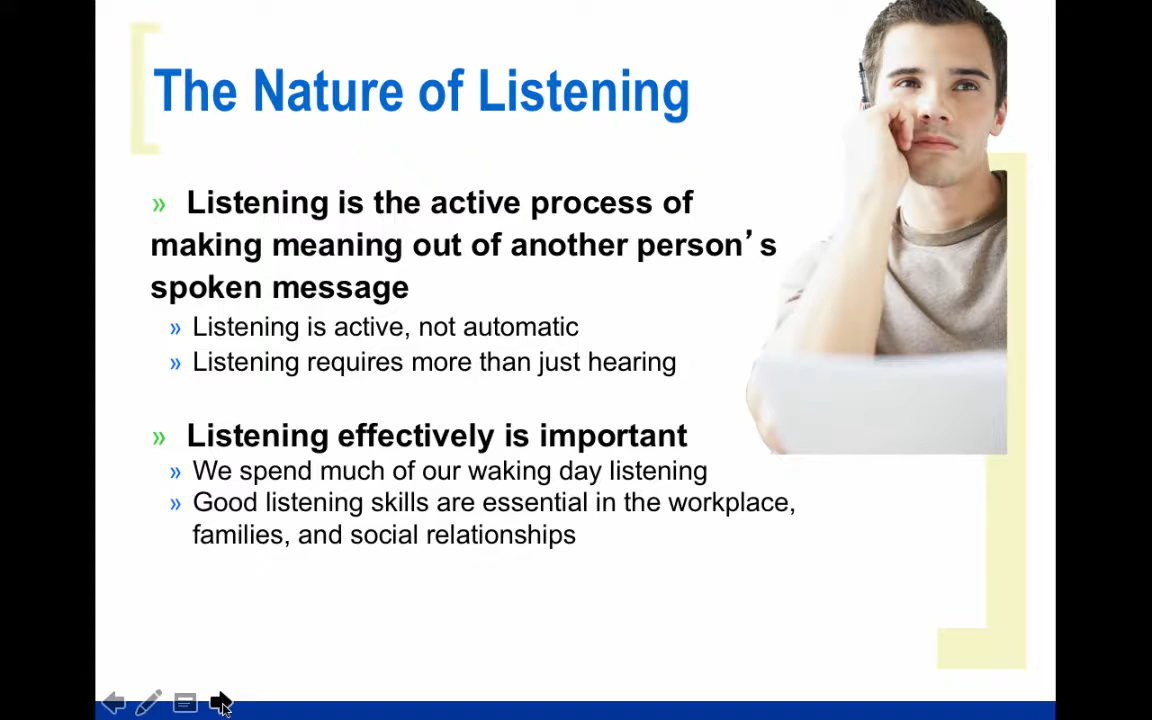 The Nature of Listening
» Listening is the active process of
making meaning out of another person’s
spoken message
» Listening is active, not automatic
» Listening requires more than just hearing
» Listening effectively is important
» We spend much of our waking day listening
» Good listening skills are essential in the workplace,
families, and social relationships